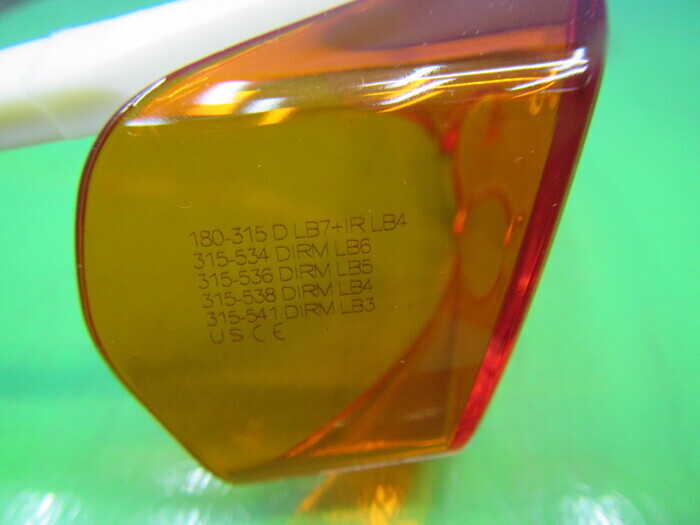 180-315 D LB7+IR LB4
315-534 DIRM LB6
315-536 DIRM LB5
315-538 DIRM LB4
315-541 DIRM LB3
U S CE